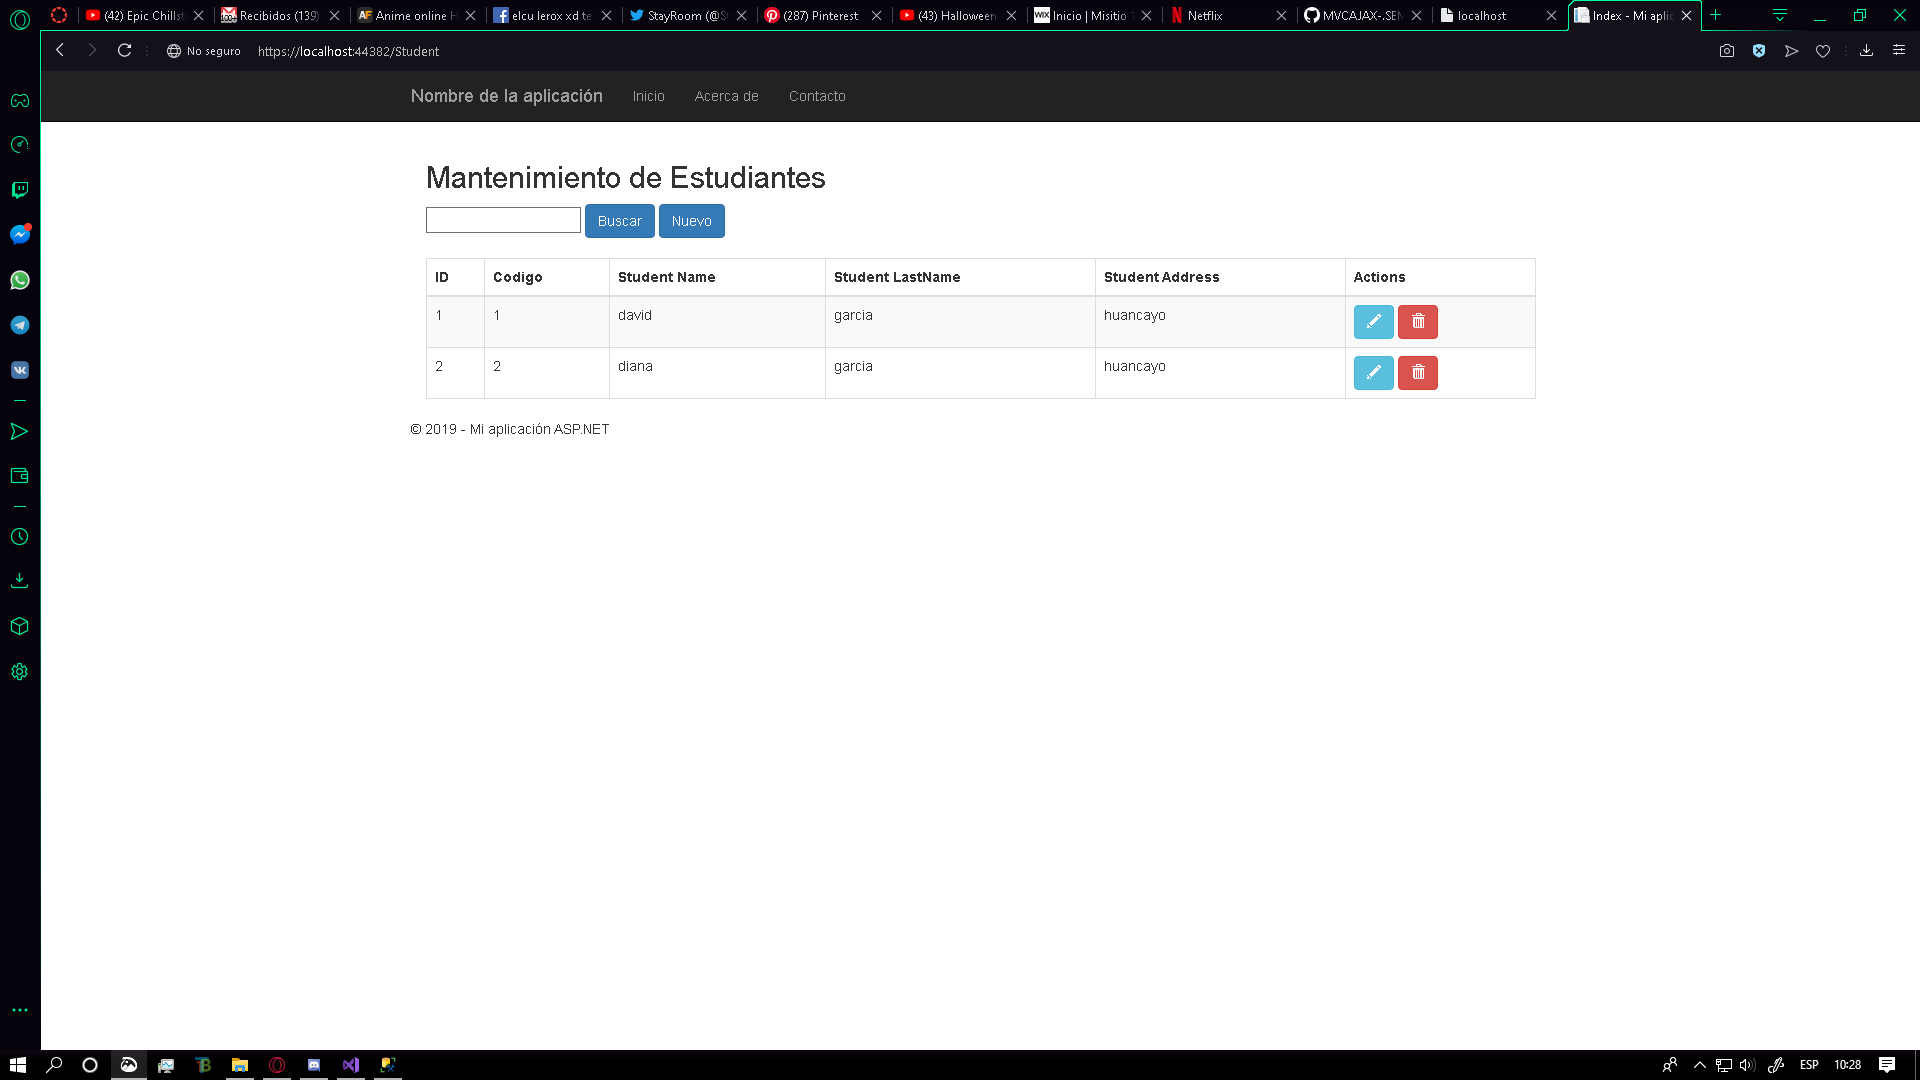 (42) Epic Chillst
Recibidos (139)
Anime online H
elcu lerox xd te
StayRoom (@S
(287) Pinterest
(43) Halloween
Inicio | Misitio
Netflix
MVCAJAX-.SEN
localhost
Index - Mi aplic
No seguro
https://localhost:44382/Student
Nombre de la aplicación
Inicio
Acerca de
Contacto
Mantenimiento de Estudiantes
Buscar
Nuevo
ID Codigo Student Name Student LastName Student Address Actions
1 1 david garcia huancayo
2 2 diana garcia huancayo
© 2019 - Mi aplicación ASP.NET
ESP
10:28